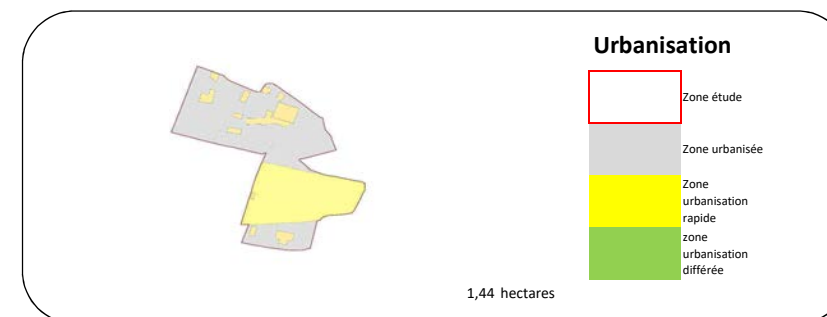 Urbanisation
Zone étude
Zone urbanisée
Zone
urbanisation
rapide
zone
urbanisation
différée
1,44 hectares